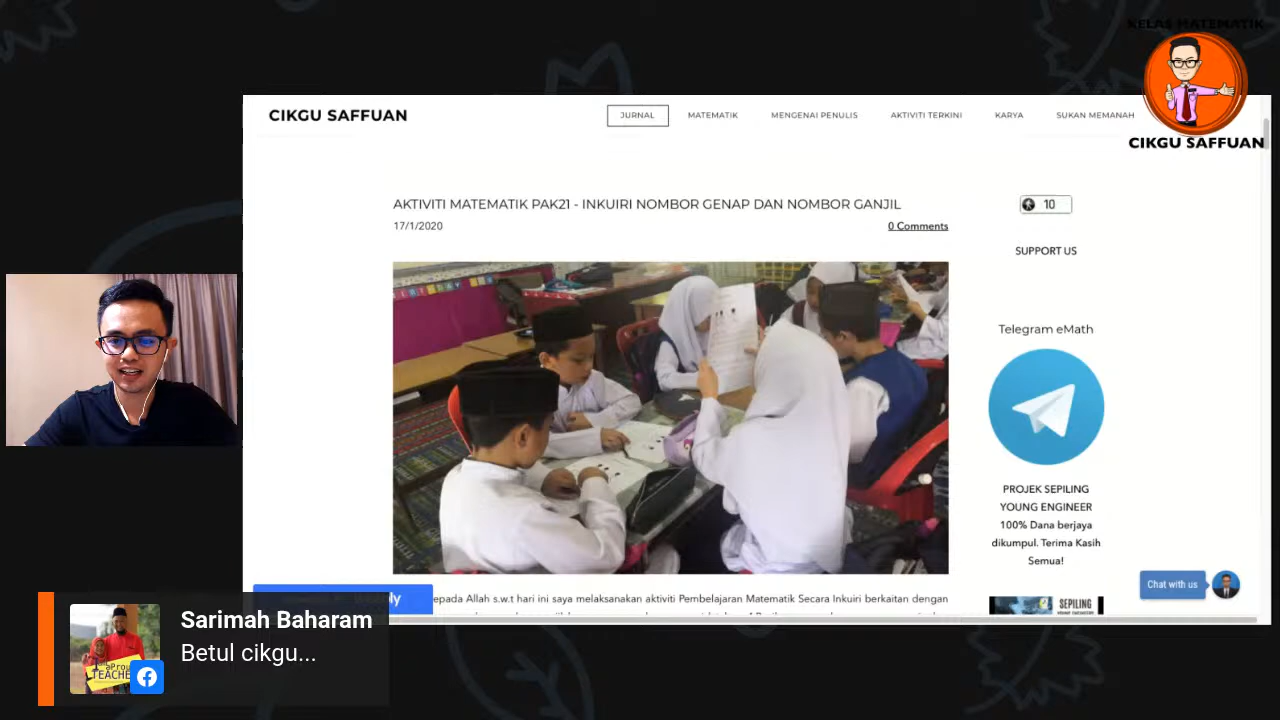 KELAS MATEMATIK
CIKGU SAFFUAN
CIKGU SAFFUAN
JURNAL
MATEMATIK
MENGENAI PENULIS
AKTIVITI TERKINI
KARYA
SUKAN MEMANAH
AKTIVITI MATEMATIK PAK21 - INKUIRI NOMBOR GENAP DAN NOMBOR GANJIL
17/1/2020
0 Comments
10
SUPPORT US
Telegram eMath
PROJEK SEPILING
YOUNG ENGINEER
100% Dana berjaya
dikumpul. Terima Kasih
Semua!
Chat with us
SEPILING
epada Allah s.w.t hari ini saya melaksanakan aktiviti Pembelajaran Matematik Secara Inkuiri berkaitan dengan
Sarimah Baharam
Betul cikgu...